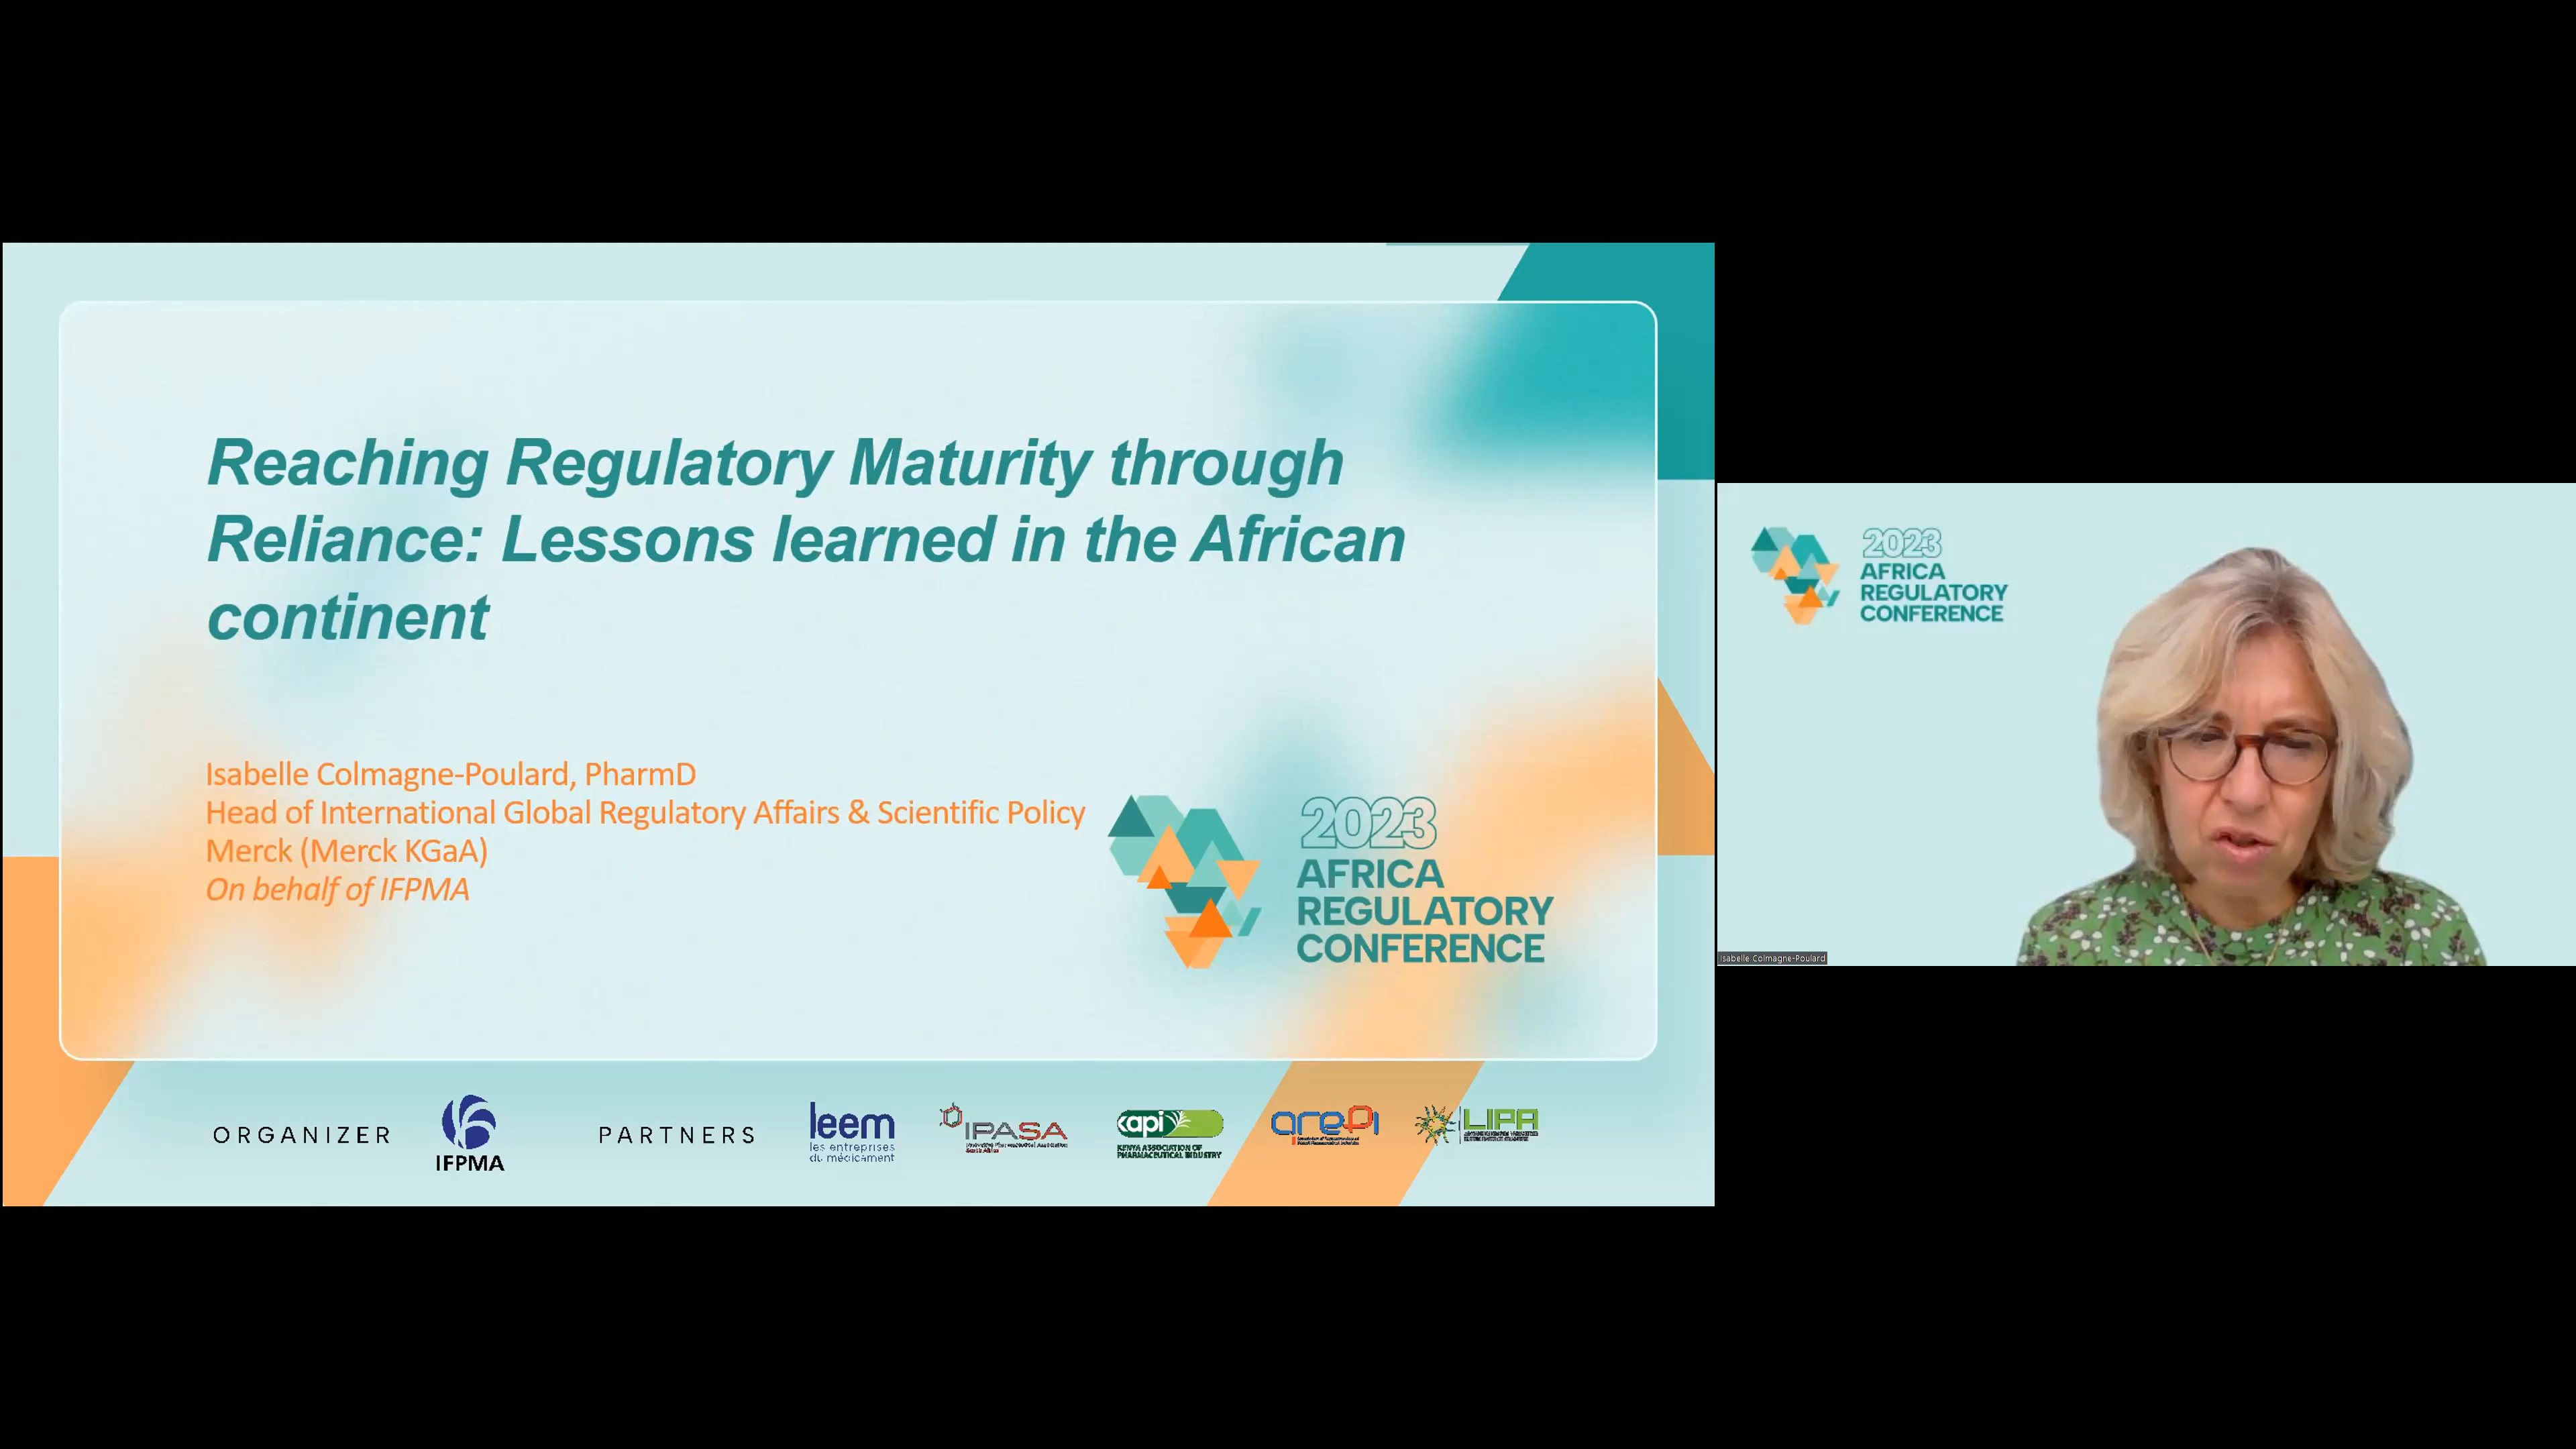 Reaching Regulatory Maturity through
Reliance: Lessons learned in the African
continent
Isabelle Colmagne-Poulard, PharmD
Head of International Global Regulatory Affairs & Scientific Policy
Merck (Merck KGaA)
On behalf of IFPMA
2023
AFRICA
REGULATORY
CONFERENCE
ORGANIZER
IFPMA
PARTNERS
leem
les entreprises
du médicament
IPASA
kapi
KENYA ASSOCIATION OF
PHARMACEUTICAL INDUSTRY
arepi
LIPA
2023
AFRICA
REGULATORY
CONFERENCE
Isabelle Colmagne-Poulard